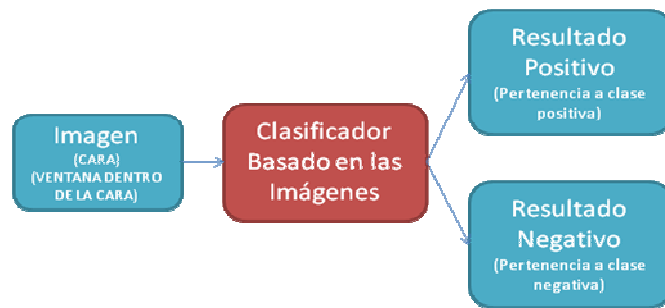 Imagen
(CARA)
(VENTANA DENTRO
DE LA CARA)
Clasificador
Basado en las
Imágenes
Resultado
Positivo
(Pertenencia a clase
positiva)
Resultado
Negativo
(Pertenencia a clase
negativa)